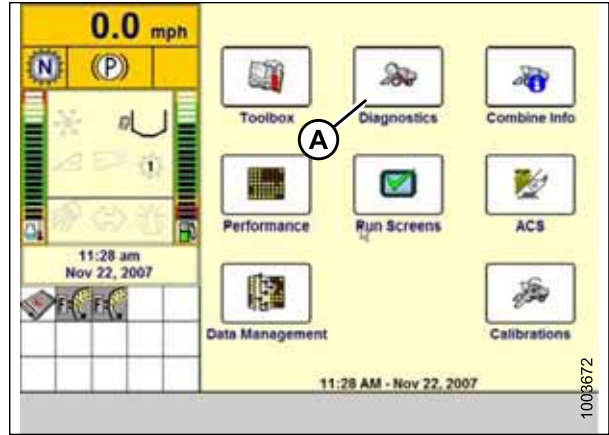 0.0 mph
N (P)
1
11:28 am
Nov 22, 2007
F F
Toolbox Diagnostics Combine Info
A
Performance Run Screens ACS
Data Management Calibrations
11:28 AM - Nov 22, 2007
1003672